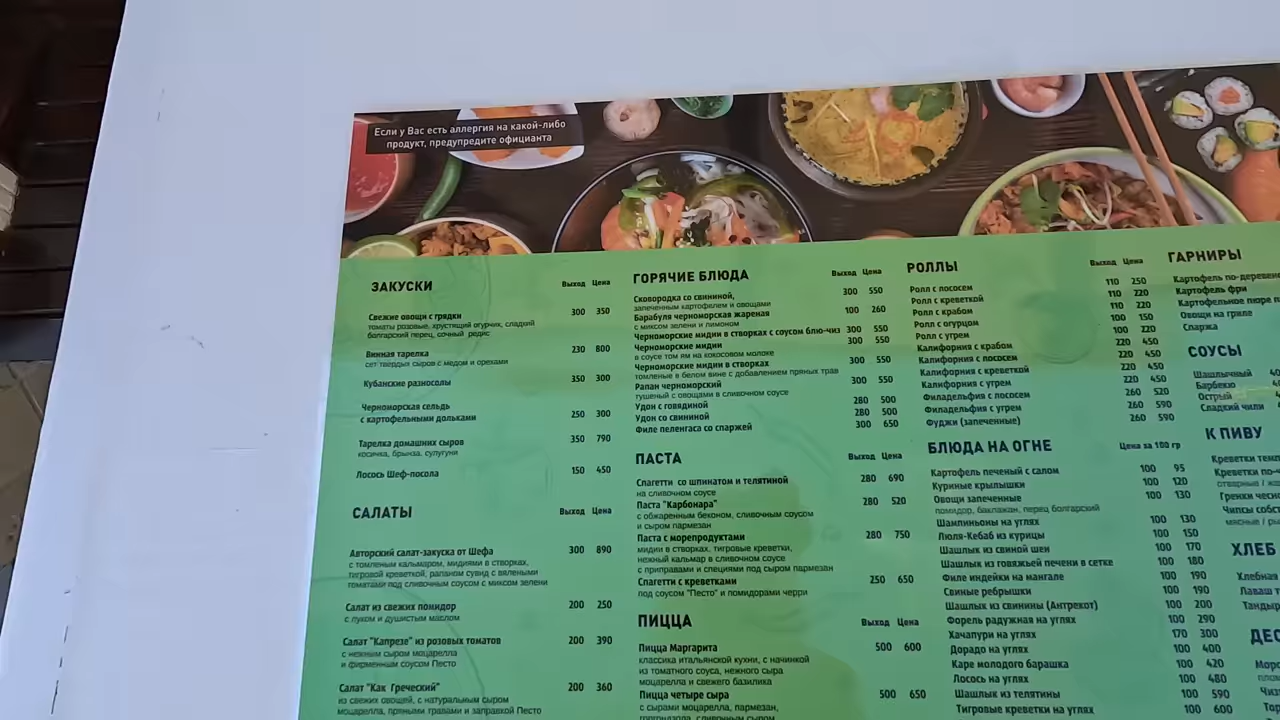 Если у Вас есть аллергия на какой-либо
продукт, предупредите официанта
ЗАКУСКИ Выход Цена
Свежие овощи с грядки 300 350
томаты розовые, хрустящий огурчик, сладкий
болгарский перец, сочный редис
Винная тарелка 230 800
сет твердых сыров с медом и орехами
Кубанские разносолы 350 300
Черноморская сельдь
с картофельными дольками 250 300
Тарелка домашних сыров 350 790
косичка, брынза, сулугуни
Лосось Шеф-посола 150 450
САЛАТЫ Выход Цена
Авторский салат-закуска от Шефа 300 890
с томленым кальмаром, мидиями в створках,
тигровой креветкой, рапаном сувид с вялеными
томатами под сливочным соусом с миксом зелени
Салат из свежих помидор 200 250
с луком и душистым маслом
Салат "Капрезе" из розовых томатов 200 390
с нежным сыром моцарелла
и фирменным соусом Песто
Салат "Как Греческий" 200 360
из свежих овощей, с натуральным сыром
моцарелла, пряными травами и заправкой Песто
ГОРЯЧИЕ БЛЮДА Выход Цена
Сковородка со свининой, 300 550
запеченным картофелем и овощами
Барабуля черноморская жареная 100 260
с миксом зелени и лимоном
Черноморские мидии в створках с соусом блю-чиз 300 550
Черноморские мидии 300 550
в соусе том ям на кокосовом молоке
Черноморские мидии в створках 300 550
томленые в белом вине с добавлением пряных трав
Рапан черноморский 300 550
тушеный с овощами в сливочном соусе
Удон с говядиной 280 500
Удон со свининой 280 500
Филе пеленгаса со спаржей 300 650
ПАСТА Выход Цена
Спагетти со шпинатом и телятиной 280 690
на сливочном соусе
Паста "Карбонара" 280 520
с обжаренным беконом, сливочным соусом
и сыром пармезан
Паста с морепродуктами 280 750
мидии в створках, тигровые креветки,
нежный кальмар в сливочном соусе
с приправами и специями под сыром пармезан
Спагетти с креветками 250 650
под соусом "Песто" и помидорами черри
ПИЦЦА Выход Цена
Пицца Маргарита 500 600
классика итальянской кухни, с начинкой
из томатного соуса, нежного сыра
моцарелла и свежего базилика
Пицца четыре сыра 500 650
с сырами моцарелла, пармезан,
горгонзола, сливочным сыром
РОЛЛЫ Выход Цена
Ролл с лососем 110 250
Ролл с креветкой 110 220
Ролл с крабом 110 220
Ролл с огурцом 100 150
Ролл с угрем 100 220
Калифорния с крабом 220 450
Калифорния с лососем 220 450
Калифорния с креветкой 220 450
Калифорния с угрем 220 450
Филадельфия с лососем 260 520
Филадельфия с угрем 260 590
Фуджи (запеченные) 260 590
БЛЮДА НА ОГНЕ Цена за 100 гр
Картофель печеный с салом 100 95
Куриные крылышки 100 120
Овощи запеченные 100 130
помидор, баклажан, перец болгарский
Шампиньоны на углях 100 130
Люля-Кебаб из курицы 100 150
Шашлык из свиной шеи 100 170
Шашлык из говяжьей печени в сетке 100 180
Филе индейки на мангале 100 190
Свиные ребрышки 100 190
Шашлык из свинины (Антрекот) 100 200
Форель радужная на углях 100 290
Хачапури на углях 170 300
Дорадо на углях 100 400
Каре молодого барашка 100 420
Лосось на углях 100 480
Шашлык из телятины 100 590
Тигровые креветки на углях 100 600
ГАРНИРЫ
Картофель по-деревен
Картофель фри
Картофельное пюре
Овощи на гриле
Спаржа
СОУСЫ
Шашлычный
Барбекю
Острый
Сладкий чили
К ПИВУ
Креветки темп
Креветки по-
отварные /
Гренки чесн
Чипсы собст
мясные /
ХЛЕБ
Хлебная
Лаваш
Тандыр
ДЕС